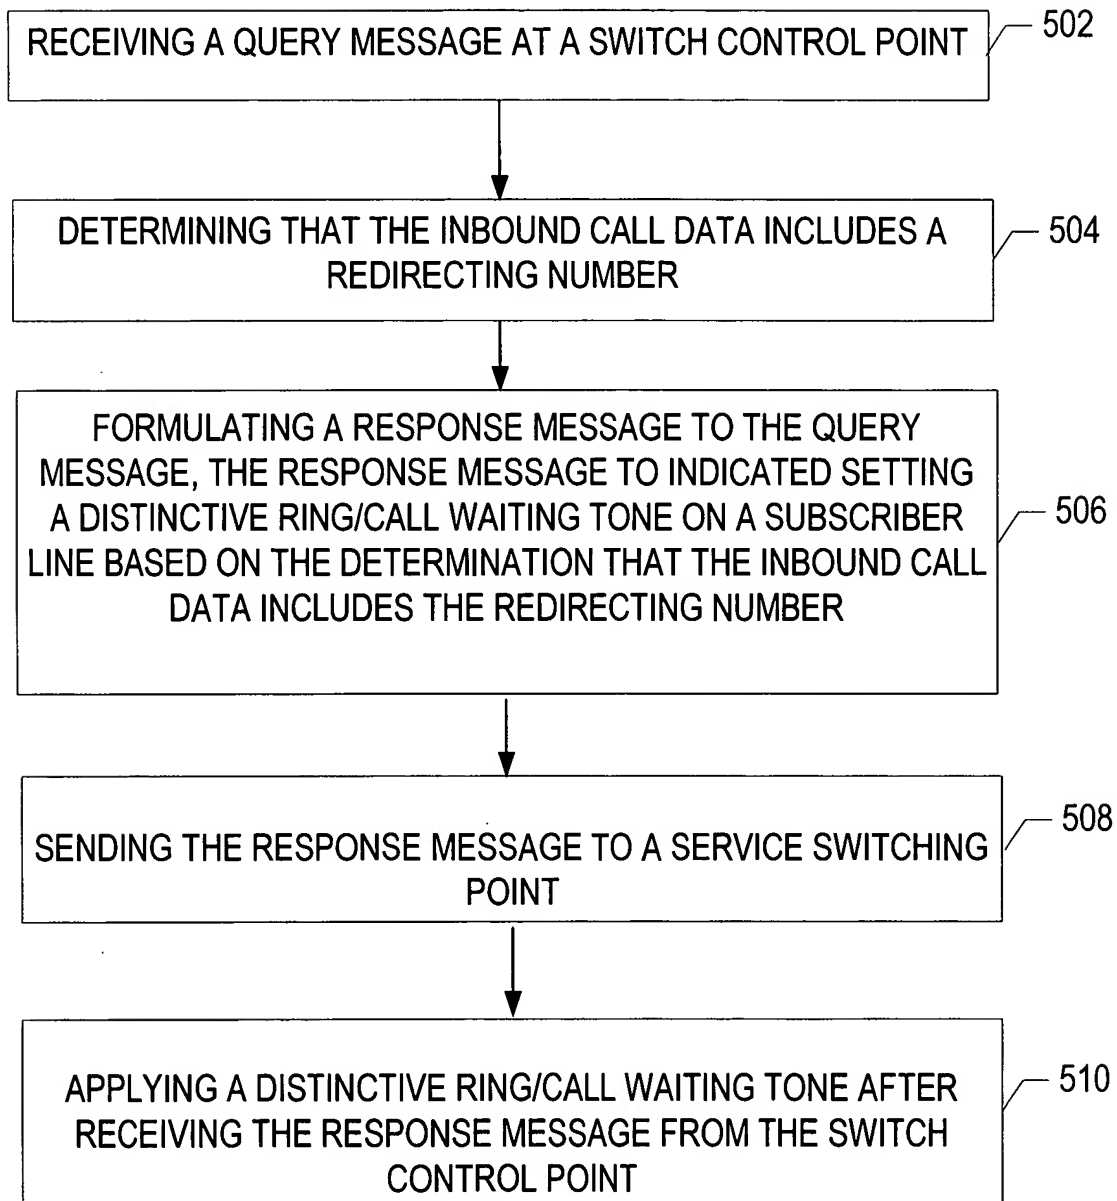 RECEIVING A QUERY MESSAGE AT A SWITCH CONTROL POINT
502
DETERMINING THAT THE INBOUND CALL DATA INCLUDES A
REDIRECTING NUMBER
504
FORMULATING A RESPONSE MESSAGE TO THE QUERY
MESSAGE, THE RESPONSE MESSAGE TO INDICATED SETTING
A DISTINCTIVE RING/CALL WAITING TONE ON A SUBSCRIBER
LINE BASED ON THE DETERMINATION THAT THE INBOUND CALL
DATA INCLUDES THE REDIRECTING NUMBER
506
SENDING THE RESPONSE MESSAGE TO A SERVICE SWITCHING
POINT
508
APPLYING A DISTINCTIVE RING/CALL WAITING TONE AFTER
RECEIVING THE RESPONSE MESSAGE FROM THE SWITCH
CONTROL POINT
510